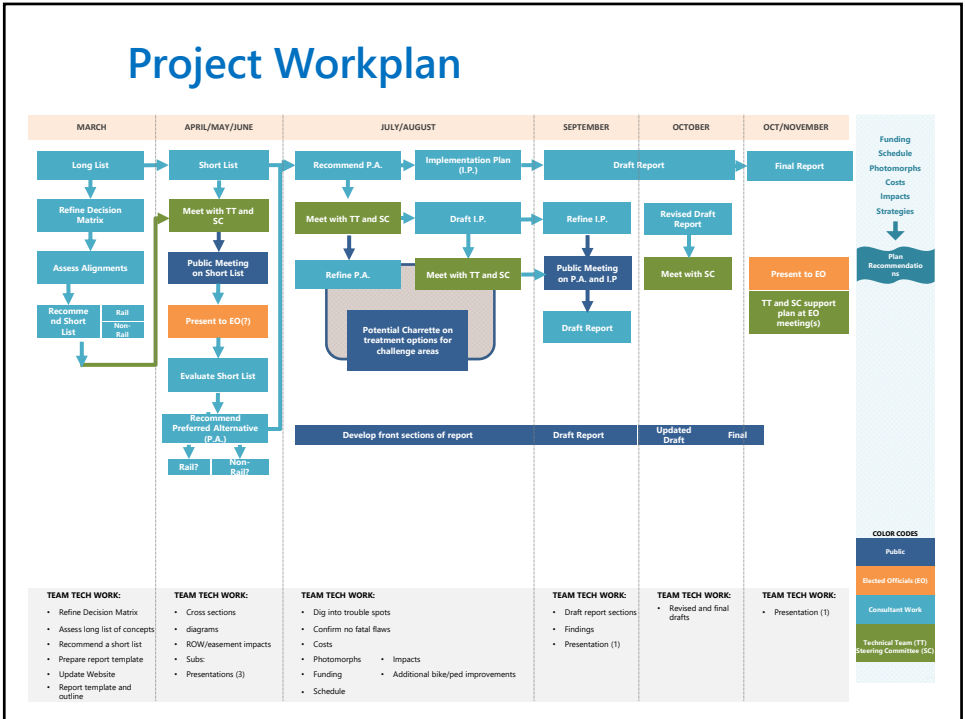 Project Workplan
MARCH
APRIL/MAY/JUNE
JULY/AUGUST
SEPTEMBER
OCTOBER
OCT/NOVEMBER
Long List
Refine Decision
Matrix
Assess Alignments
Recomme
nd Short
List
Rail
Non-
Rail
Short List
Meet with TT and
SC
Public Meeting
on Short List
Present to EO(?)
Evaluate Short List
Recommend
Preferred Alternative
(P.A.)
Rail?
Non-
Rail?
Recommend P.A.
Implementation Plan
(I.P.)
Meet with TT and SC
Draft I.P.
Refine P.A.
Meet with TT and SC
Potential Charrette on
treatment options for
challenge areas
Draft Report
Refine I.P.
Public Meeting
on P.A. and I.P
Draft Report
Revised Draft
Report
Meet with SC
Final Report
Present to EO
TT and SC support
plan at EO
meeting(s)
Develop front sections of report
Draft Report
Updated
Draft
Final
Funding
Schedule
Photomorphs
Costs
Impacts
Strategies
Plan
Recommendatio
ns
COLOR CODES
Public
Elected Officials (EO)
Consultant Work
Technical Team (TT)
Steering Committee (SC)
TEAM TECH WORK:
• Refine Decision Matrix
• Assess long list of concepts
• Recommend a short list
• Prepare report template
• Update Website
• Report template and
outline
TEAM TECH WORK:
• Cross sections
• diagrams
• ROW/easement impacts
• Subs:
• Presentations (3)
TEAM TECH WORK:
• Dig into trouble spots
• Confirm no fatal flaws
• Costs
• Photomorphs
• Funding
• Schedule
• Impacts
• Additional bike/ped improvements
TEAM TECH WORK:
• Draft report sections
• Findings
• Presentation (1)
TEAM TECH WORK:
• Revised and final
drafts
TEAM TECH WORK:
• Presentation (1)